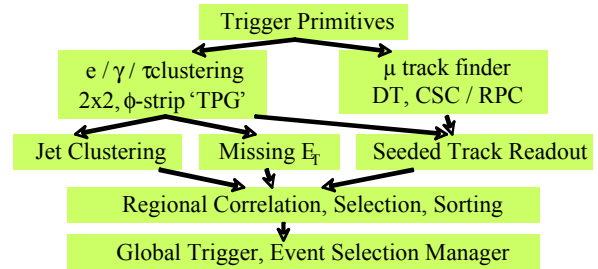 Trigger Primitives
e / γ / τclustering
2x2, ϕ-strip ‘TPG’
µ track finder
DT, CSC / RPC
Jet Clustering
Missing E_T
Seeded Track Readout
Regional Correlation, Selection, Sorting
Global Trigger, Event Selection Manager